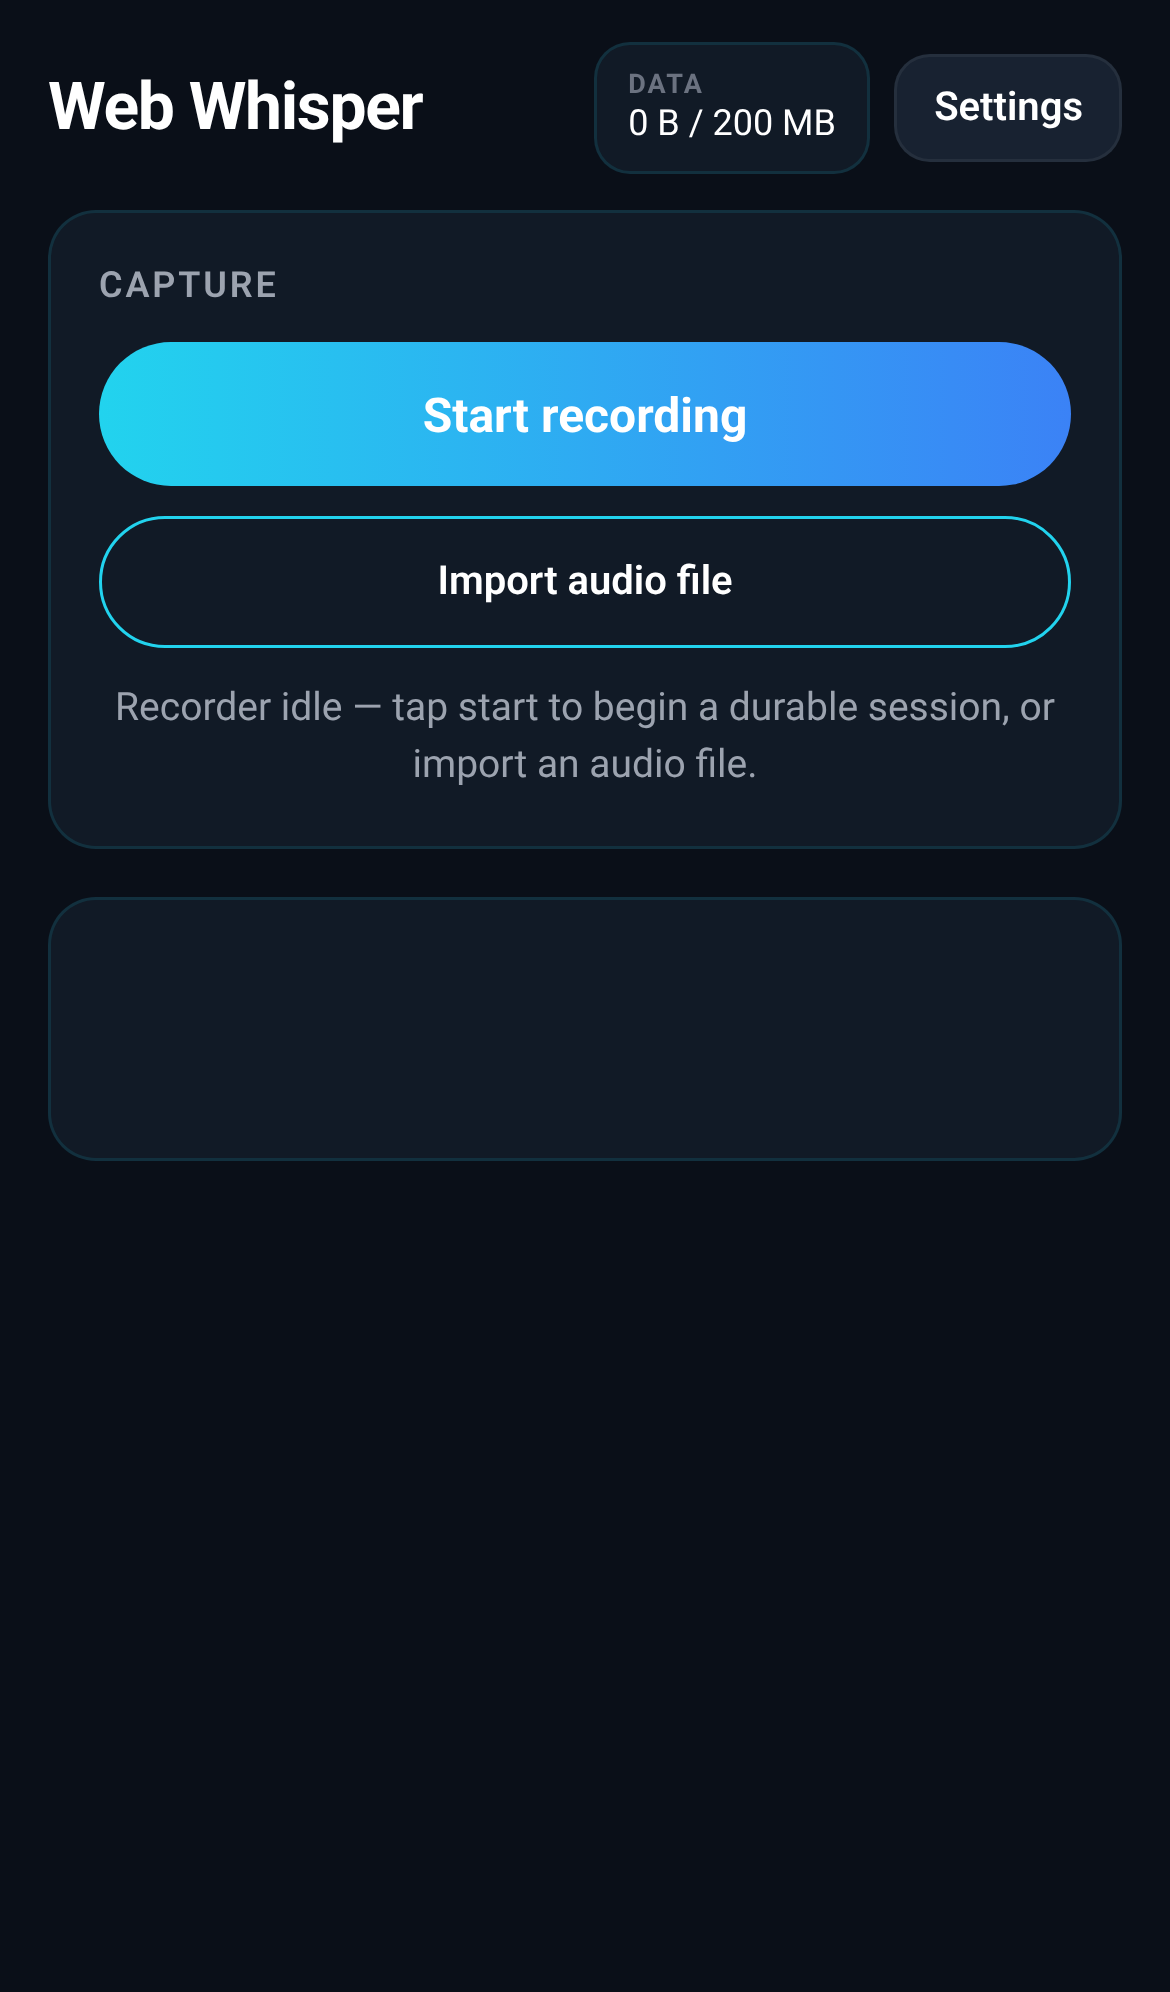 Web Whisper
DATA
0 B / 200 MB
Settings
CAPTURE
Start recording
Import audio file
Recorder idle — tap start to begin a durable session, or
import an audio file.